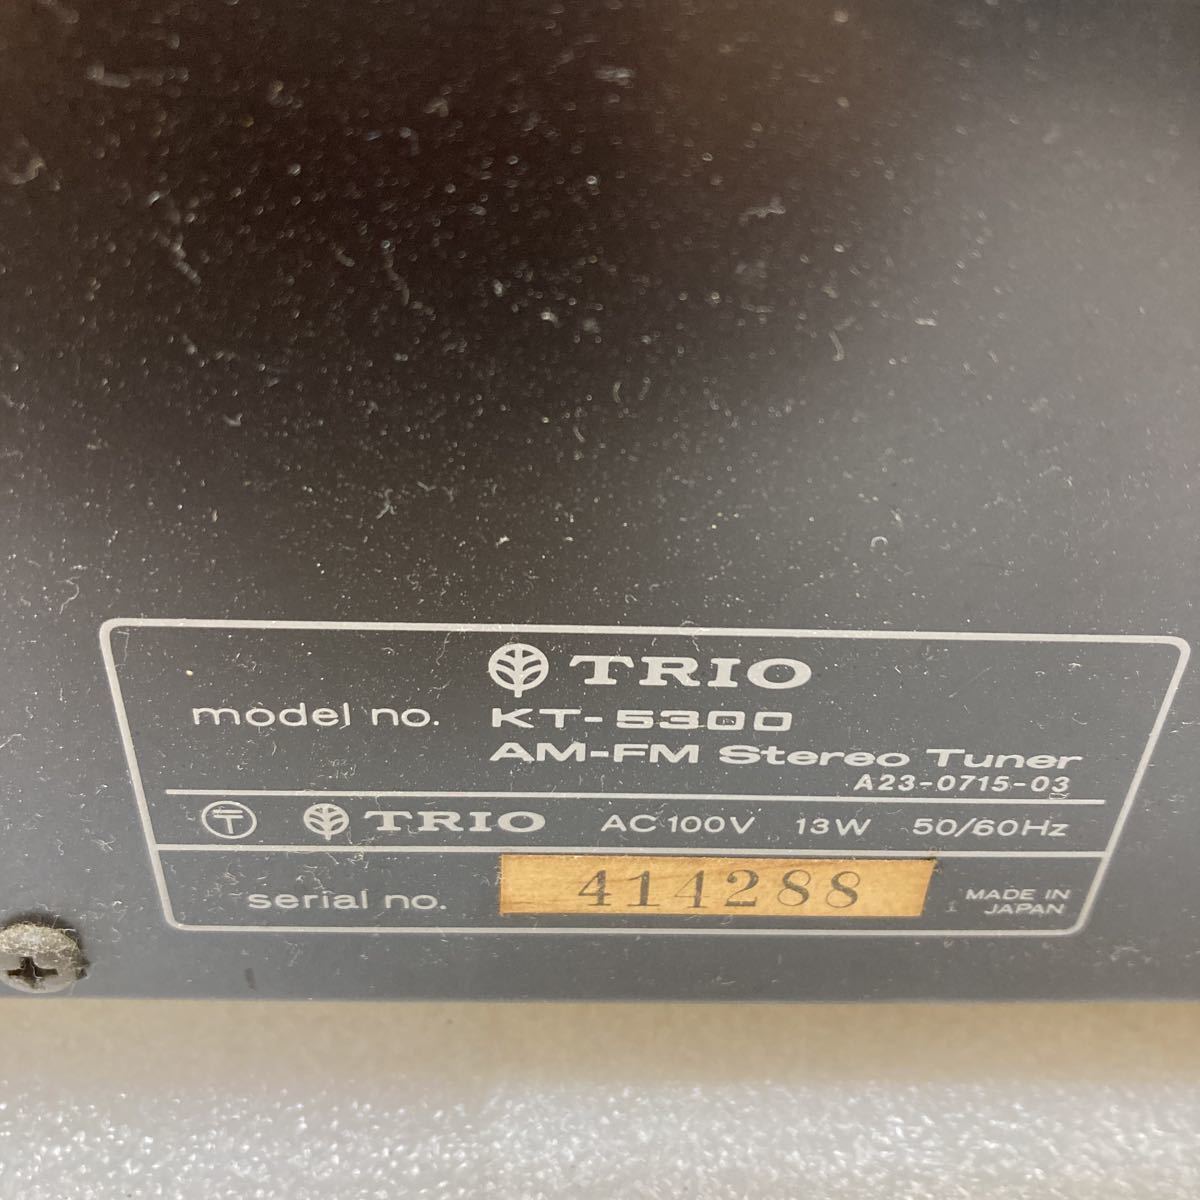 TRIO
model no. KT-5300
AM-FM Stereo Tuner
A23-0715-03
T TRIO AC100V 13W 50/60Hz
serial no. 414288 MADE IN
JAPAN